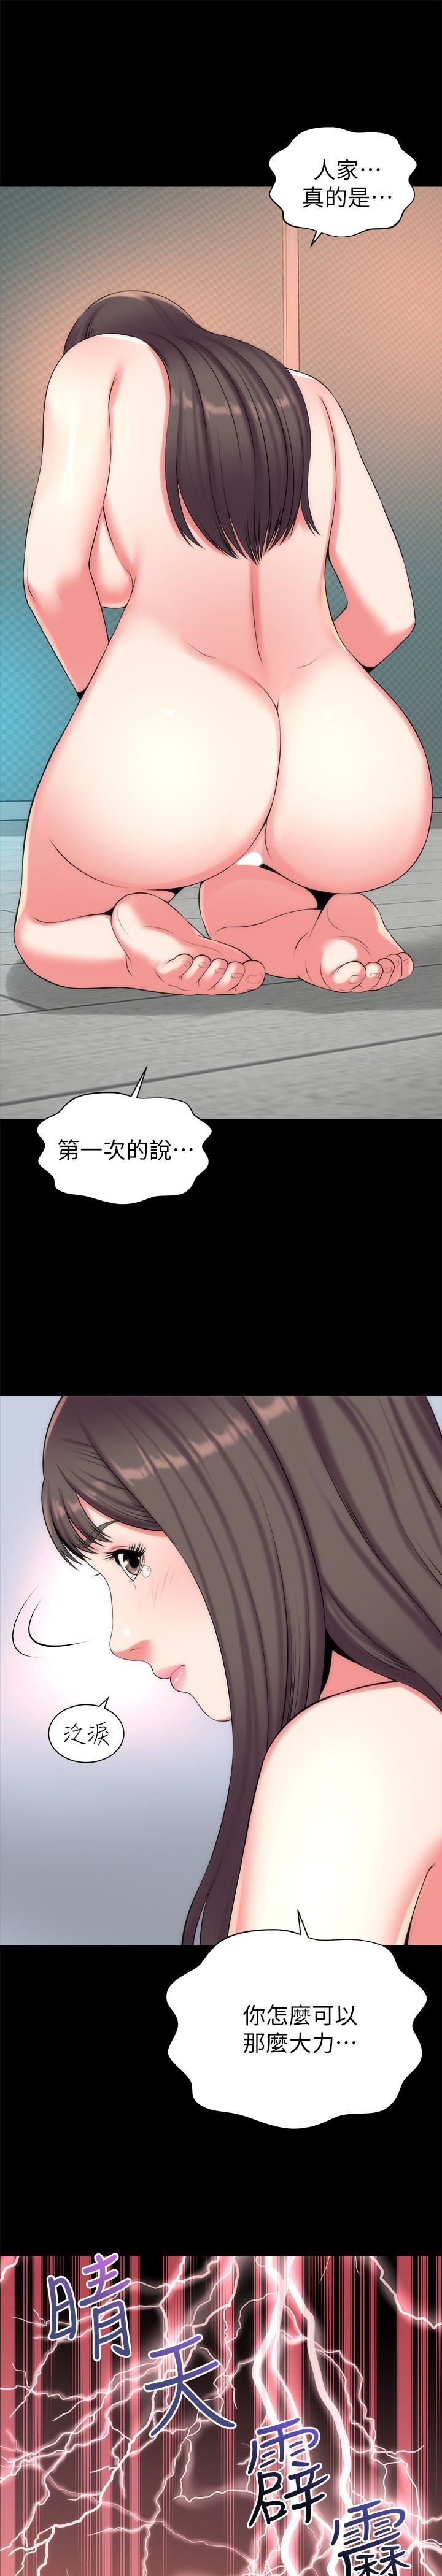 人家…
真的是…
第一次的說…
泛淚
你怎麼可以
那麼大力…
晴天霹靂